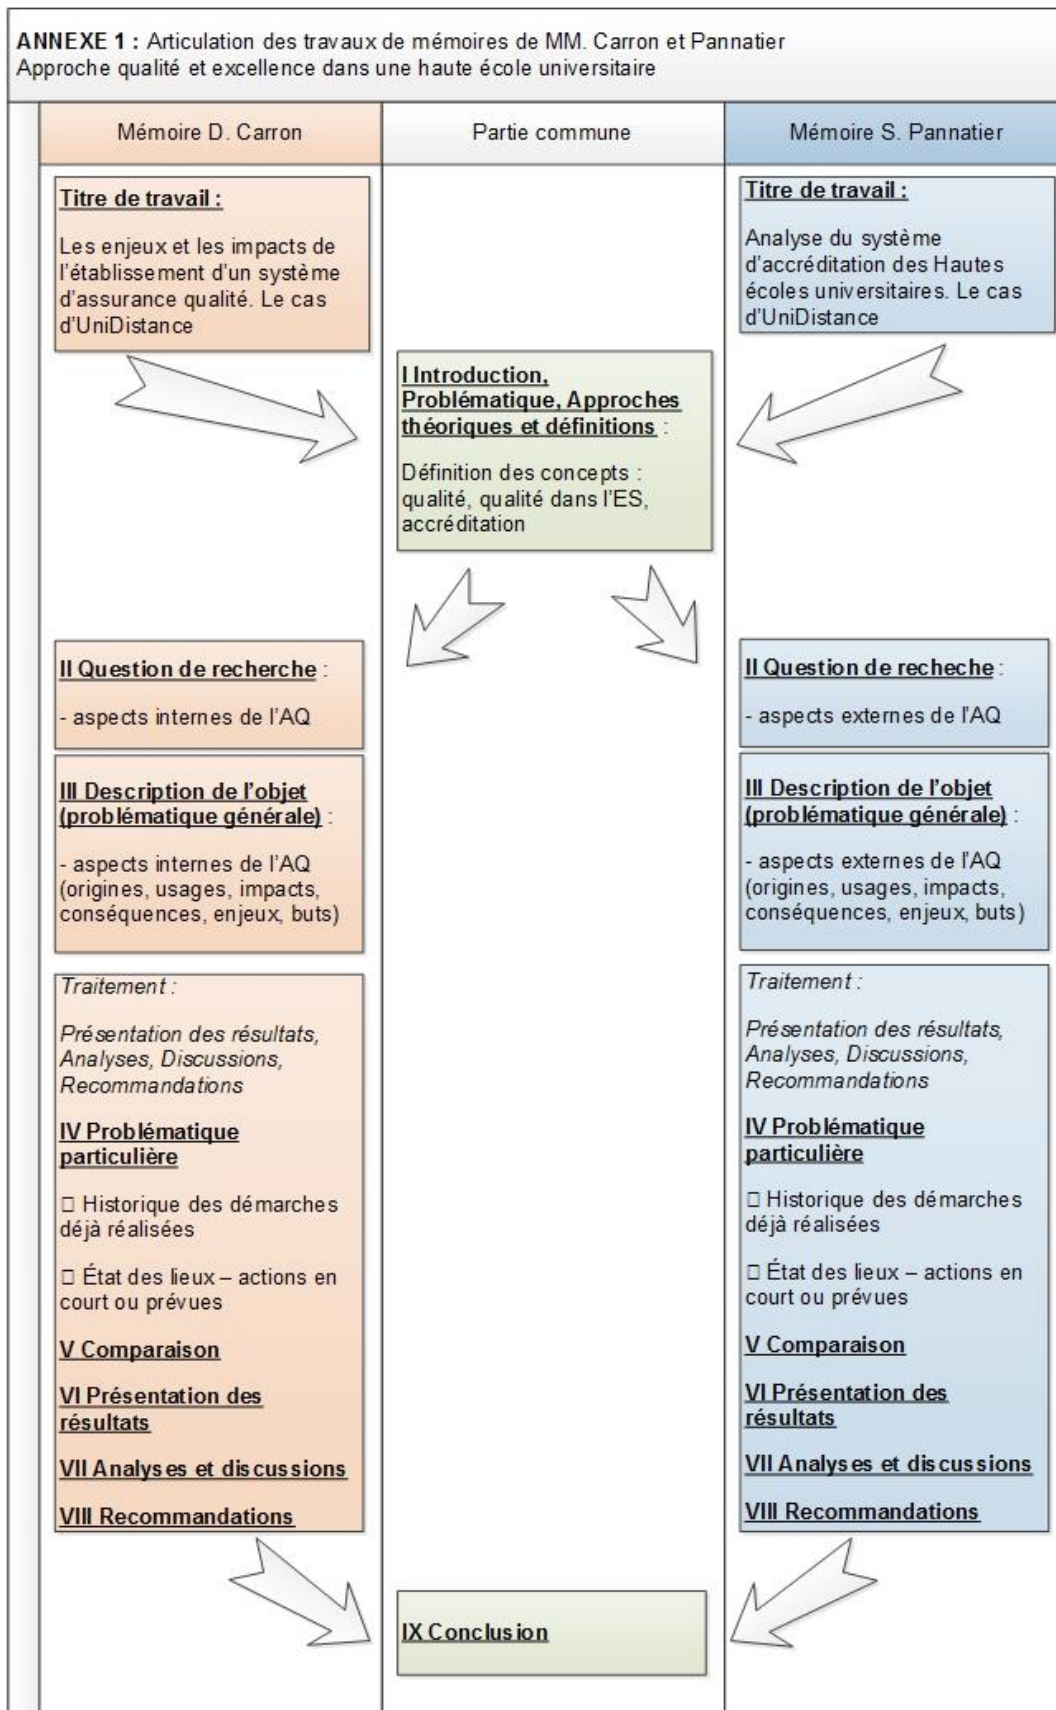 ANNEXE 1 : Articulation des travaux de mémoires de MM. Carron et Pannatier
Approche qualité et excellence dans une haute école universitaire
Mémoire D. Carron
Partie commune
Mémoire S. Pannatier
Titre de travail :
Les enjeux et les impacts de
l'établissement d'un système
d'assurance qualité. Le cas
d'UniDistance
Titre de travail :
Analyse du système
d'accréditation des Hautes
écoles universitaires. Le cas
d'UniDistance
I Introduction,
Problématique, Approches
théoriques et définitions :
Définition des concepts :
qualité, qualité dans l'ES,
accréditation
II Question de recherche :
- aspects internes de l'AQ
II Question de recheche :
- aspects externes de l'AQ
III Description de l'objet
(problématique générale) :
- aspects internes de l'AQ
(origines, usages, impacts,
conséquences, enjeux, buts)
III Description de l'objet
(problématique générale) :
- aspects externes de l'AQ
(origines, usages, impacts,
conséquences, enjeux, buts)
Traitement :
Présentation des résultats,
Analyses, Discussions,
Recommandations
IV Problématique
particulière
□ Historique des démarches
déjà réalisées
□ État des lieux – actions en
court ou prévues
V Comparaison
VI Présentation des
résultats
VII Analyses et discussions
VIII Recommandations
Traitement :
Présentation des résultats,
Analyses, Discussions,
Recommandations
IV Problématique
particulière
□ Historique des démarches
déjà réalisées
□ État des lieux – actions en
court ou prévues
V Comparaison
VI Présentation des
résultats
VII Analyses et discussions
VIII Recommandations
IX Conclusion